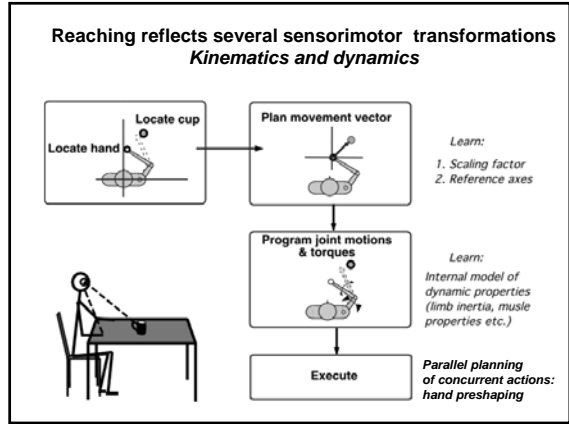 Reaching reflects several sensorimotor transformations
Kinematics and dynamics
Locate cup
Locate hand
Plan movement vector
Learn:
1. Scaling factor
2. Reference axes
Program joint motions
& torques
Learn:
Internal model of
dynamic properties
(limb inertia, musle
properties etc.)
Execute
Parallel planning
of concurrent actions:
hand preshaping